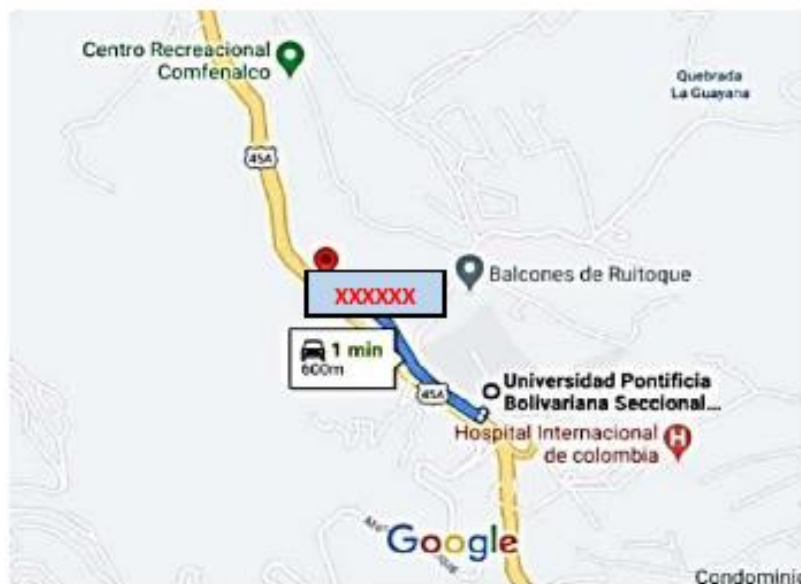 Centro Recreacional
Comfenalco
Quebrada
La Guayana
45A
Balcones de Ruitoque
XXXXXX
1 min
600m
45A
Universidad Pontificia
Bolivariana Seccional...
Hospital Internacional
de colombia
H
Google
Condominio